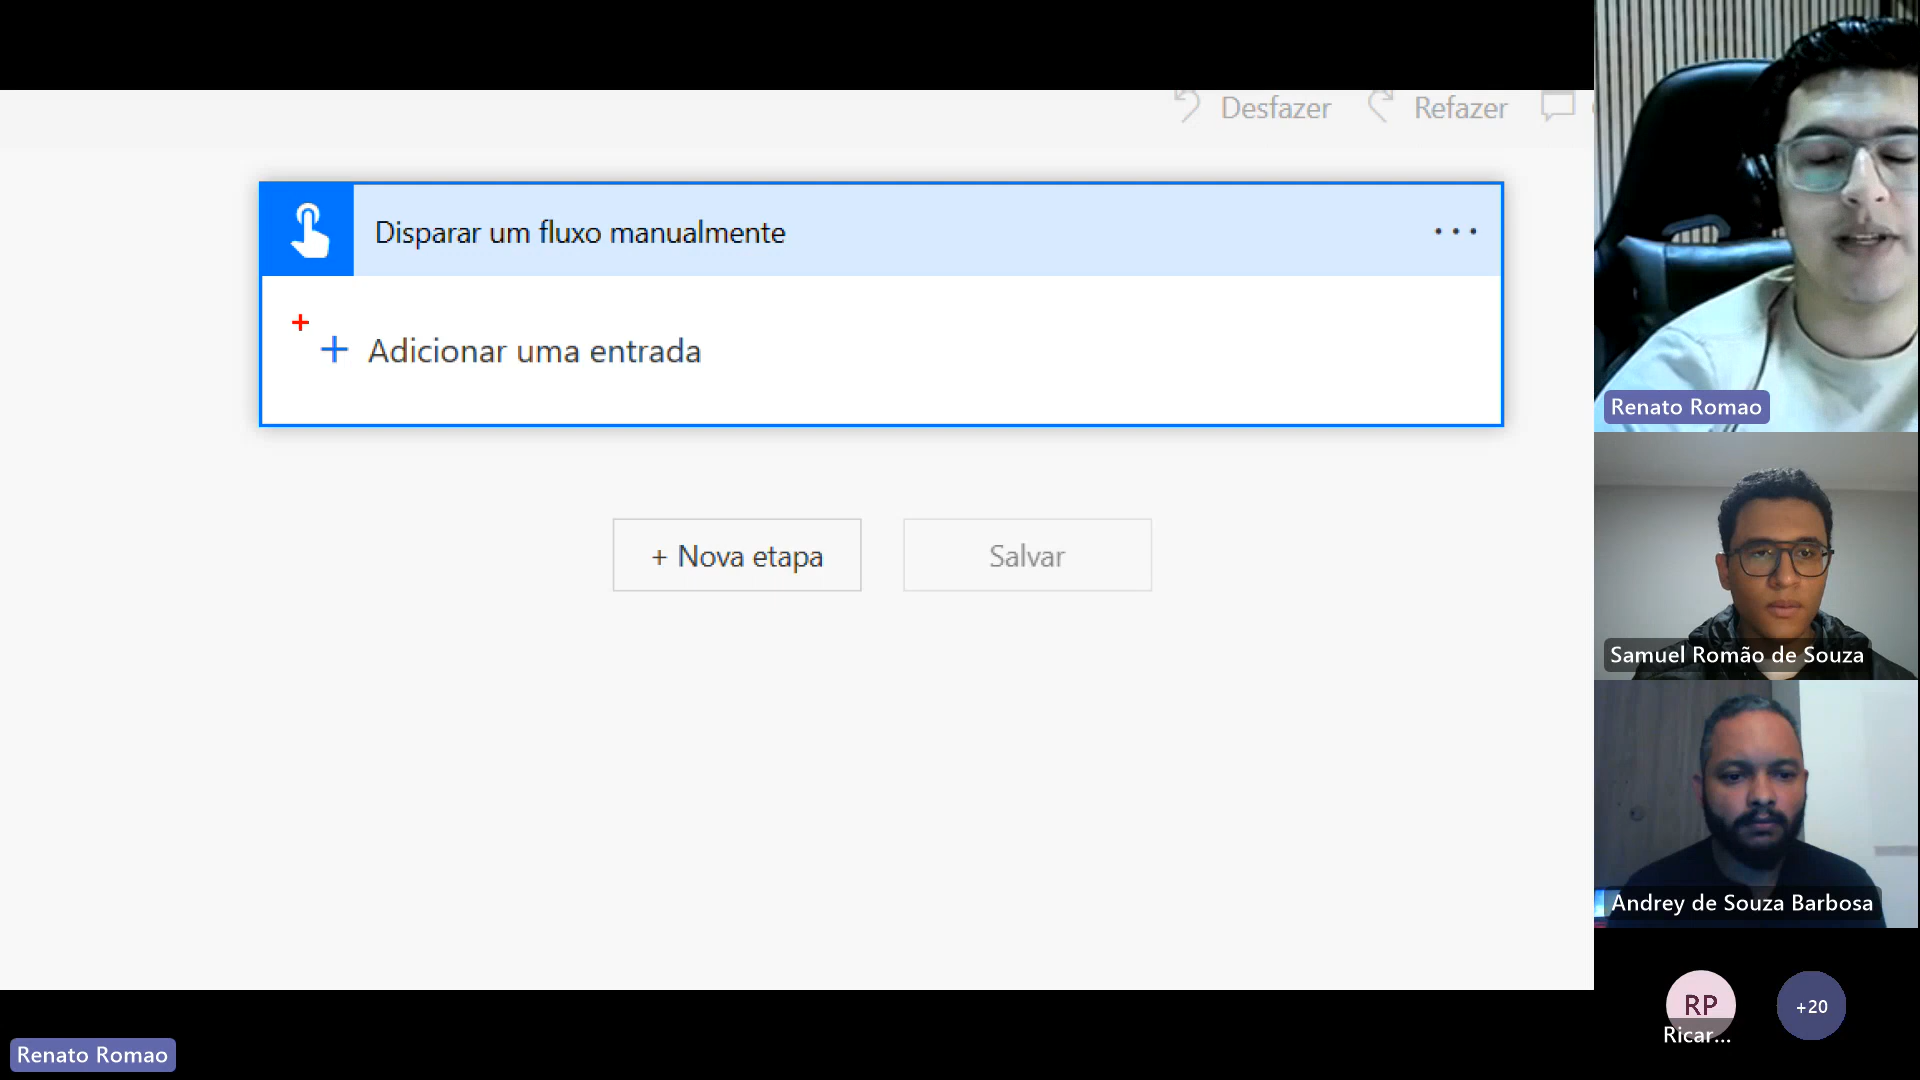 Desfazer
Refazer
Disparar um fluxo manualmente
Adicionar uma entrada
+ Nova etapa
Salvar
Renato Romao
Samuel Romão de Souza
Andrey de Souza Barbosa
RP
Ricar...
+20
Renato Romao